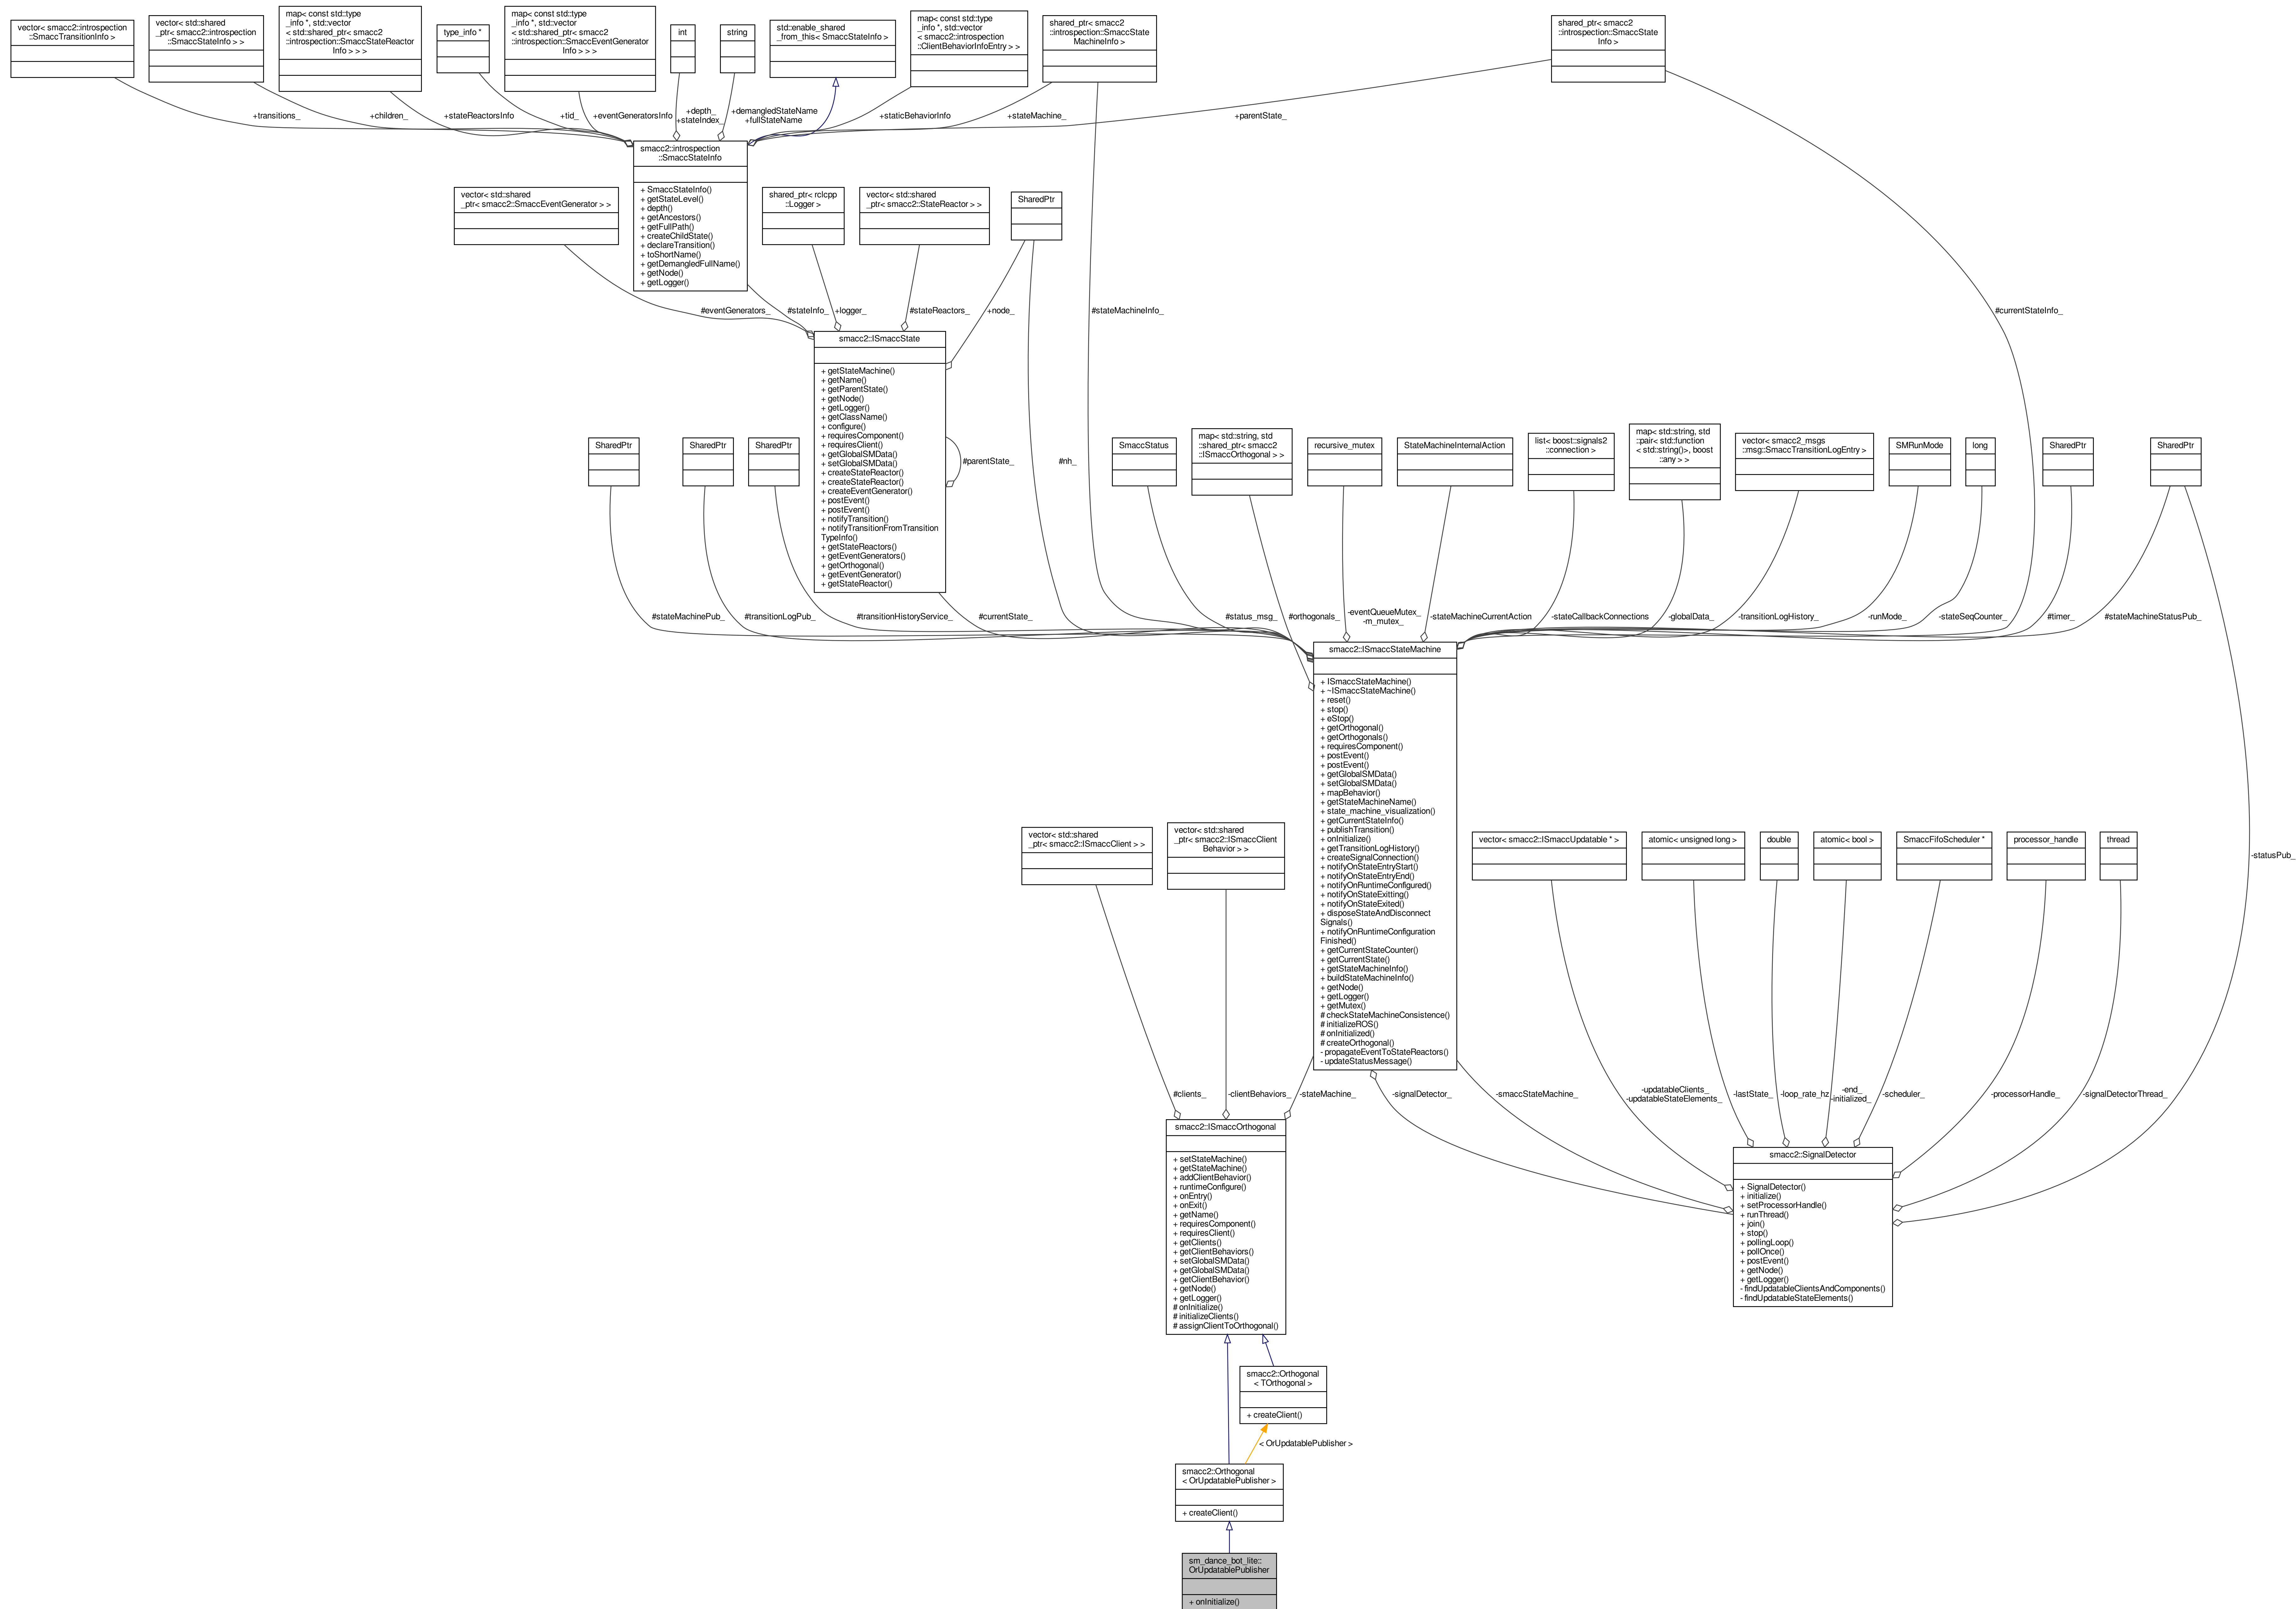 vector< smacc2::introspection
::SmaccTransitionInfo >
vector< std::shared
_ptr< smacc2::introspection
::SmaccStateInfo > >
map< const std::type
_info *, std::vector
< std::shared_ptr< smacc2
::introspection::SmaccStateReactor
Info > > >
type_info *
map< const std::type
_info *, std::vector
< std::shared_ptr< smacc2
::introspection::SmaccEventGenerator
Info > > >
int
string
std::enable_shared
_from_this< SmaccStateInfo >
map< const std::type
_info *, std::vector
< smacc2::introspection
::ClientBehaviorInfoEntry > >
shared_ptr< smacc2
::introspection::SmaccState
MachineInfo >
shared_ptr< smacc2
::introspection::SmaccState
Info >
+transitions_
+children_
+stateReactorsInfo
+tid_
+eventGeneratorsInfo
+depth_
+stateIndex_
+demangledStateName
+fullStateName
+staticBehaviorInfo
+stateMachine_
+parentState_
smacc2::introspection
::SmaccStateInfo
+ SmaccStateInfo()
+ getStateLevel()
+ depth()
+ getAncestors()
+ getFullPath()
+ createChildState()
+ declareTransition()
+ toShortName()
+ getDemangledFullName()
+ getNode()
+ getLogger()
vector< std::shared
_ptr< smacc2::SmaccEventGenerator > >
shared_ptr< rclcpp
::Logger >
vector< std::shared
_ptr< smacc2::StateReactor > >
SharedPtr
#eventGenerators_
#stateInfo_
+logger_
#stateReactors_
+node_
#stateMachineInfo_
#currentStateInfo_
smacc2::ISmaccState
+ getStateMachine()
+ getName()
+ getParentState()
+ getNode()
+ getLogger()
+ getClassName()
+ configure()
+ requiresComponent()
+ requiresClient()
+ getGlobalSMData()
+ setGlobalSMData()
+ createStateReactor()
+ createStateReactor()
+ createEventGenerator()
+ postEvent()
+ postEvent()
+ notifyTransition()
+ notifyTransitionFromTransition
TypeInfo()
+ getStateReactors()
+ getEventGenerators()
+ getOrthogonal()
+ getEventGenerator()
+ getStateReactor()
#parentState_
#nh_
SharedPtr
SharedPtr
SharedPtr
SmaccStatus
map< std::string, std
::shared_ptr< smacc2
::ISmaccOrthogonal > >
recursive_mutex
StateMachineInternalAction
list< boost::signals2
::connection >
map< std::string, std
::pair< std::function
< std::string()>, boost
::any > >
vector< smacc2_msgs
::msg::SmaccTransitionLogEntry >
SMRunMode
long
SharedPtr
SharedPtr
#stateMachinePub_
#transitionLogPub_
#transitionHistoryService_
#currentState_
#status_msg_
#orthogonals_
-eventQueueMutex_
-m_mutex_
-stateMachineCurrentAction
-stateCallbackConnections
-globalData_
-transitionLogHistory_
-runMode_
-stateSeqCounter_
#timer_
#stateMachineStatusPub_
smacc2::ISmaccStateMachine
+ ISmaccStateMachine()
+ ~ISmaccStateMachine()
+ reset()
+ stop()
+ eStop()
+ getOrthogonal()
+ getOrthogonals()
+ requiresComponent()
+ postEvent()
+ postEvent()
+ getGlobalSMData()
+ setGlobalSMData()
+ mapBehavior()
+ getStateMachineName()
+ state_machine_visualization()
+ getCurrentStateInfo()
+ publishTransition()
+ onInitialize()
+ getTransitionLogHistory()
+ createSignalConnection()
+ notifyOnStateEntryStart()
+ notifyOnStateEntryEnd()
+ notifyOnRuntimeConfigured()
+ notifyOnStateExitting()
+ notifyOnStateExited()
+ disposeStateAndDisconnect
Signals()
+ notifyOnRuntimeConfiguration
Finished()
+ getCurrentStateCounter()
+ getCurrentState()
+ getStateMachineInfo()
+ buildStateMachineInfo()
+ getNode()
+ getLogger()
+ getMutex()
# checkStateMachineConsistence()
# initializeROS()
# onInitialized()
# createOrthogonal()
- propagateEventToStateReactors()
- updateStatusMessage()
vector< std::shared
_ptr< smacc2::ISmaccClient > >
vector< std::shared
_ptr< smacc2::ISmaccClient
Behavior > >
vector< smacc2::ISmaccUpdatable * >
atomic< unsigned long >
double
atomic< bool >
SmaccFifoScheduler *
processor_handle
thread
-statusPub_
#clients_
-clientBehaviors_
-stateMachine_
-signalDetector_
-smaccStateMachine_
-updatableClients_
-updatableStateElements_
-lastState_
-loop_rate_hz
-end_
-initialized_
-scheduler_
-processorHandle_
-signalDetectorThread_
smacc2::ISmaccOrthogonal
+ setStateMachine()
+ getStateMachine()
+ addClientBehavior()
+ runtimeConfigure()
+ onEntry()
+ onExit()
+ getName()
+ requiresComponent()
+ requiresClient()
+ getClients()
+ getClientBehaviors()
+ setGlobalSMData()
+ getGlobalSMData()
+ getClientBehavior()
+ getNode()
+ getLogger()
# onInitialize()
# initializeClients()
# assignClientToOrthogonal()
smacc2::SignalDetector
+ SignalDetector()
+ initialize()
+ setProcessorHandle()
+ runThread()
+ join()
+ stop()
+ pollingLoop()
+ pollOnce()
+ postEvent()
+ getNode()
+ getLogger()
- findUpdatableClientsAndComponents()
- findUpdatableStateElements()
smacc2::Orthogonal
< TOrthogonal >
+ createClient()
< OrUpdatablePublisher >
smacc2::Orthogonal
< OrUpdatablePublisher >
+ createClient()
sm_dance_bot_lite::
OrUpdatablePublisher
+ onInitialize()